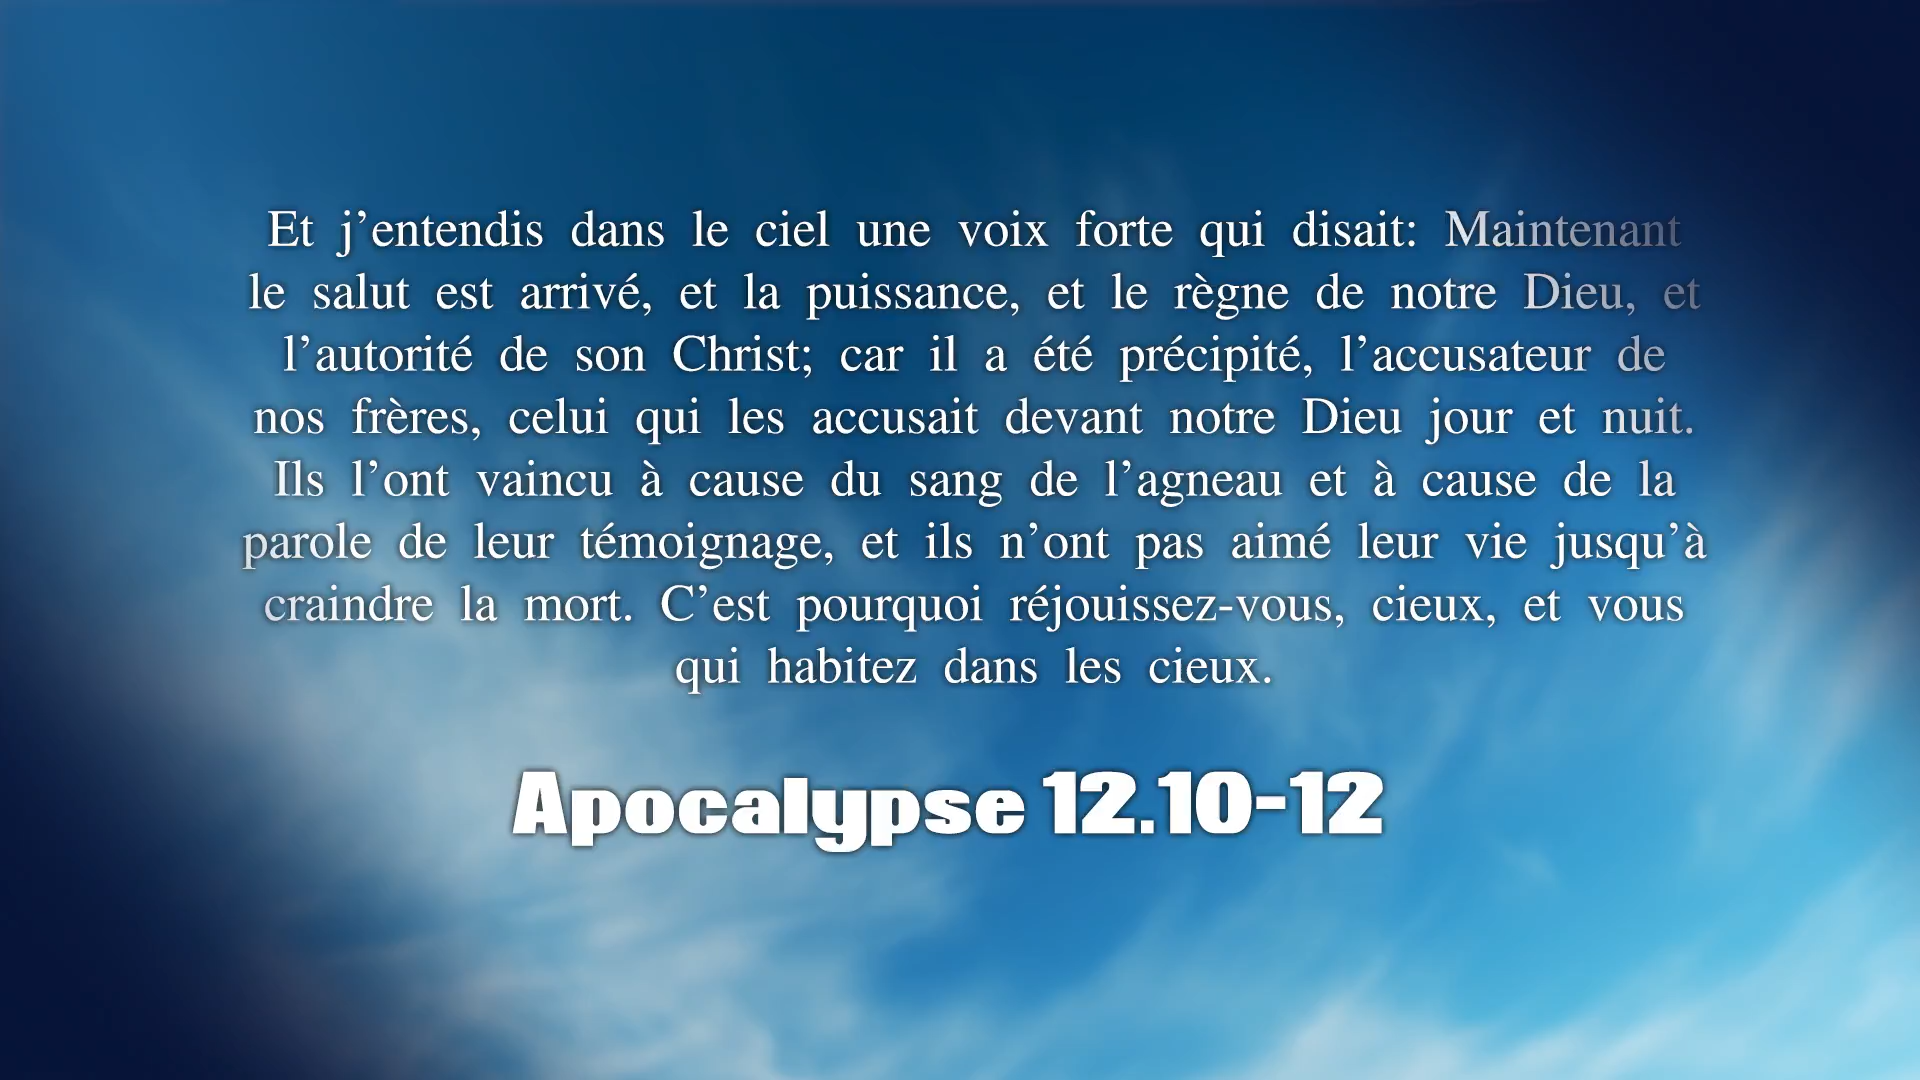 Et j’entendis dans le ciel une voix forte qui disait: Maintenant
le salut est arrivé, et la puissance, et le règne de notre Dieu, et
l’autorité de son Christ; car il a été précipité, l’accusateur de
nos frères, celui qui les accusait devant notre Dieu jour et nuit.
Ils l’ont vaincu à cause du sang de l’agneau et à cause de la
parole de leur témoignage, et ils n’ont pas aimé leur vie jusqu’à
craindre la mort. C’est pourquoi réjouissez-vous, cieux, et vous
qui habitez dans les cieux.
Apocalypse 12.10-12